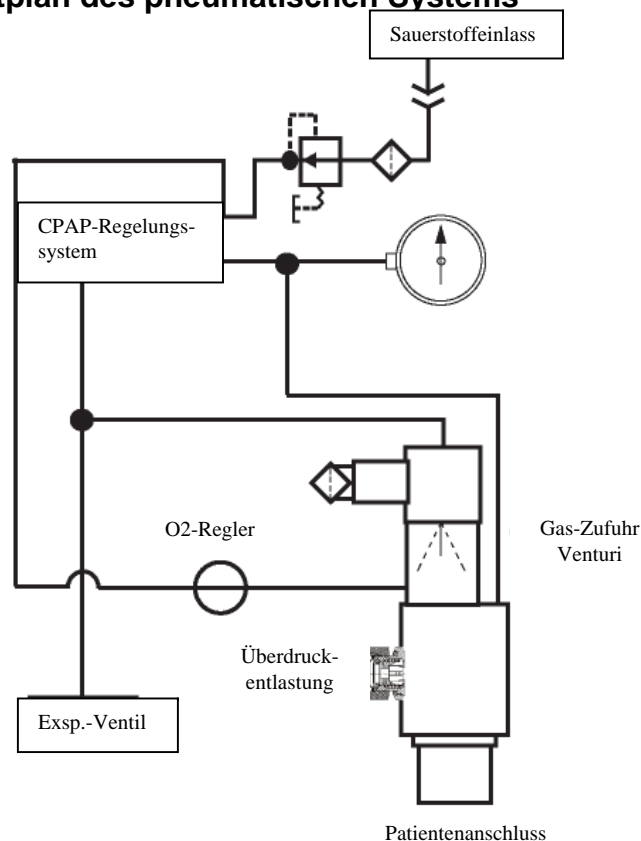 tplan des pneumatischen Systems
Sauerstoffeinlass
CPAP-Regelungs-
system
O2-Regler
Gas-Zufuhr
Venturi
Überdruck-
entlastung
Exsp.-Ventil
Patientenanschluss